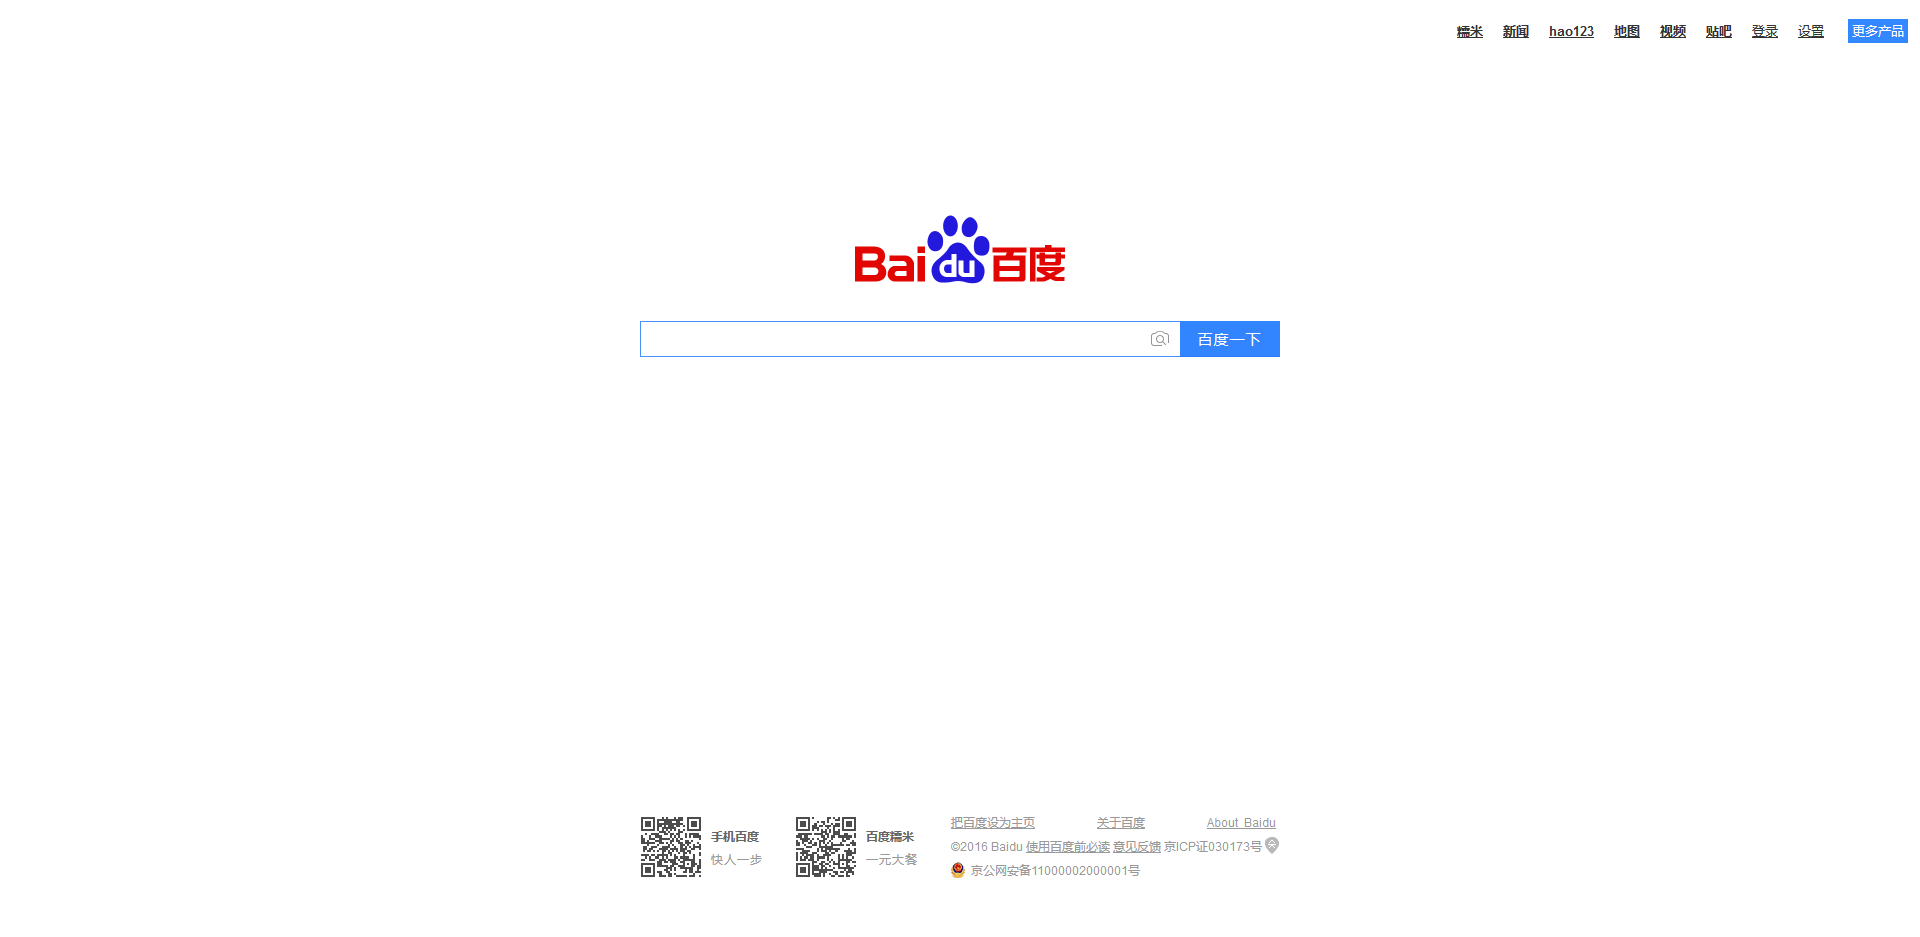 糯米 新闻 hao123 地图 视频 贴吧 登录 设置 更多产品
Bai du 百度
百度一下
手机百度
快人一步
百度糯米
一元大餐
把百度设为主页 关于百度 About Baidu
©2016 Baidu 使用百度前必读 意见反馈 京ICP证030173号
京公网安备11000002000001号